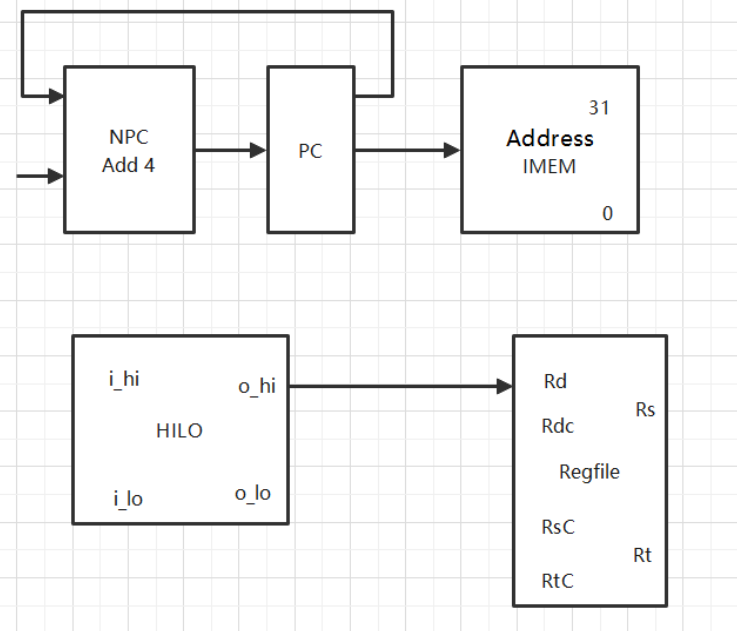 NPC
Add 4
PC
31
Address
IMEM
0
i_hi
o_hi
HILO
i_lo
o_lo
Rd
Rs
Rdc
Regfile
RsC
Rt
RtC